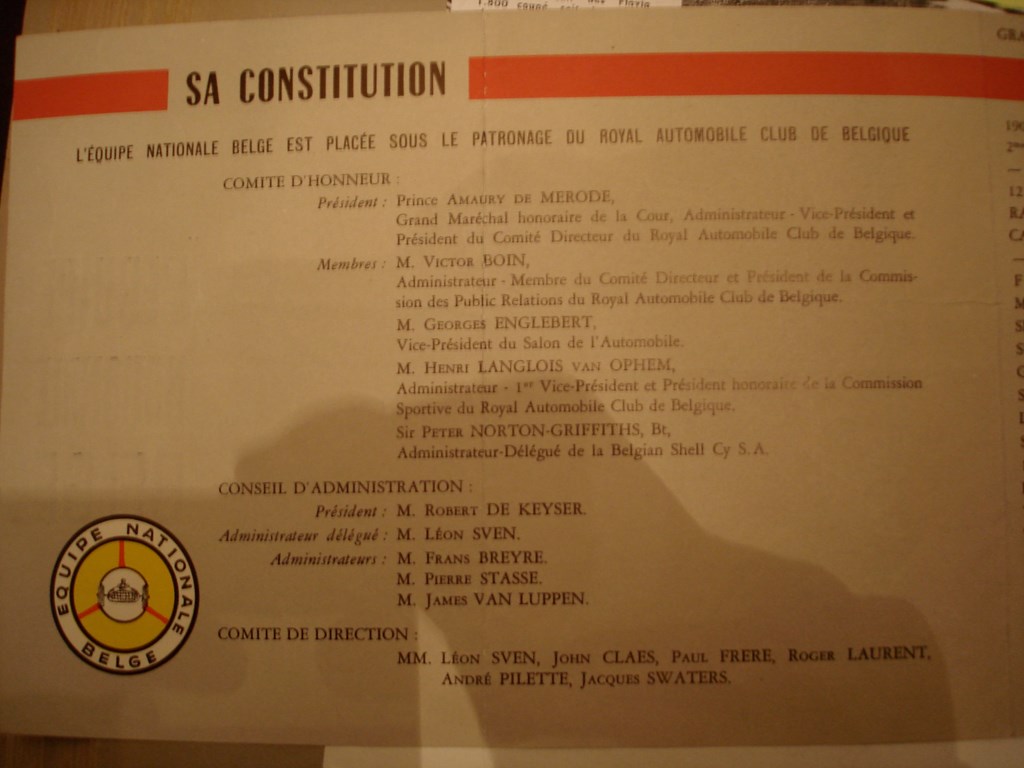 1.800 coupé
GRA
SA CONSTITUTION
L'ÉQUIPE NATIONALE BELGE EST PLACÉE SOUS LE PATRONAGE DU ROYAL AUTOMOBILE CLUB DE BELGIQUE
COMITE D'HONNEUR :
Président : Prince AMAURY DE MERODE,
Grand Maréchal honoraire de la Cour, Administrateur - Vice-Président et
Président du Comité Directeur du Royal Automobile Club de Belgique.
Membres : M. VICTOR BOIN,
Administrateur - Membre du Comité Directeur et Président de la Commis-
sion des Public Relations du Royal Automobile Club de Belgique.
M. GEORGES ENGLEBERT,
Vice-Président du Salon de l'Automobile.
M. HENRI LANGLOIS VAN OPHEM,
Administrateur - 1er Vice-Président et Président honoraire de la Commission
Sportive du Royal Automobile Club de Belgique.
Sir PETER NORTON-GRIFFITHS, Bt,
Administrateur-Délégué de la Belgian Shell Cy S.A.
CONSEIL D'ADMINISTRATION :
Président : M. ROBERT DE KEYSER.
Administrateur délégué : M. LÉON SVEN.
Administrateurs : M. FRANS BREYRE.
M. PIERRE STASSE.
M. JAMES VAN LUPPEN.
COMITE DE DIRECTION :
MM. LÉON SVEN, JOHN CLAES, PAUL FRERE, ROGER LAURENT,
ANDRÉ PILETTE, JACQUES SWATERS.
EQUIPE NATIONALE
BELGE